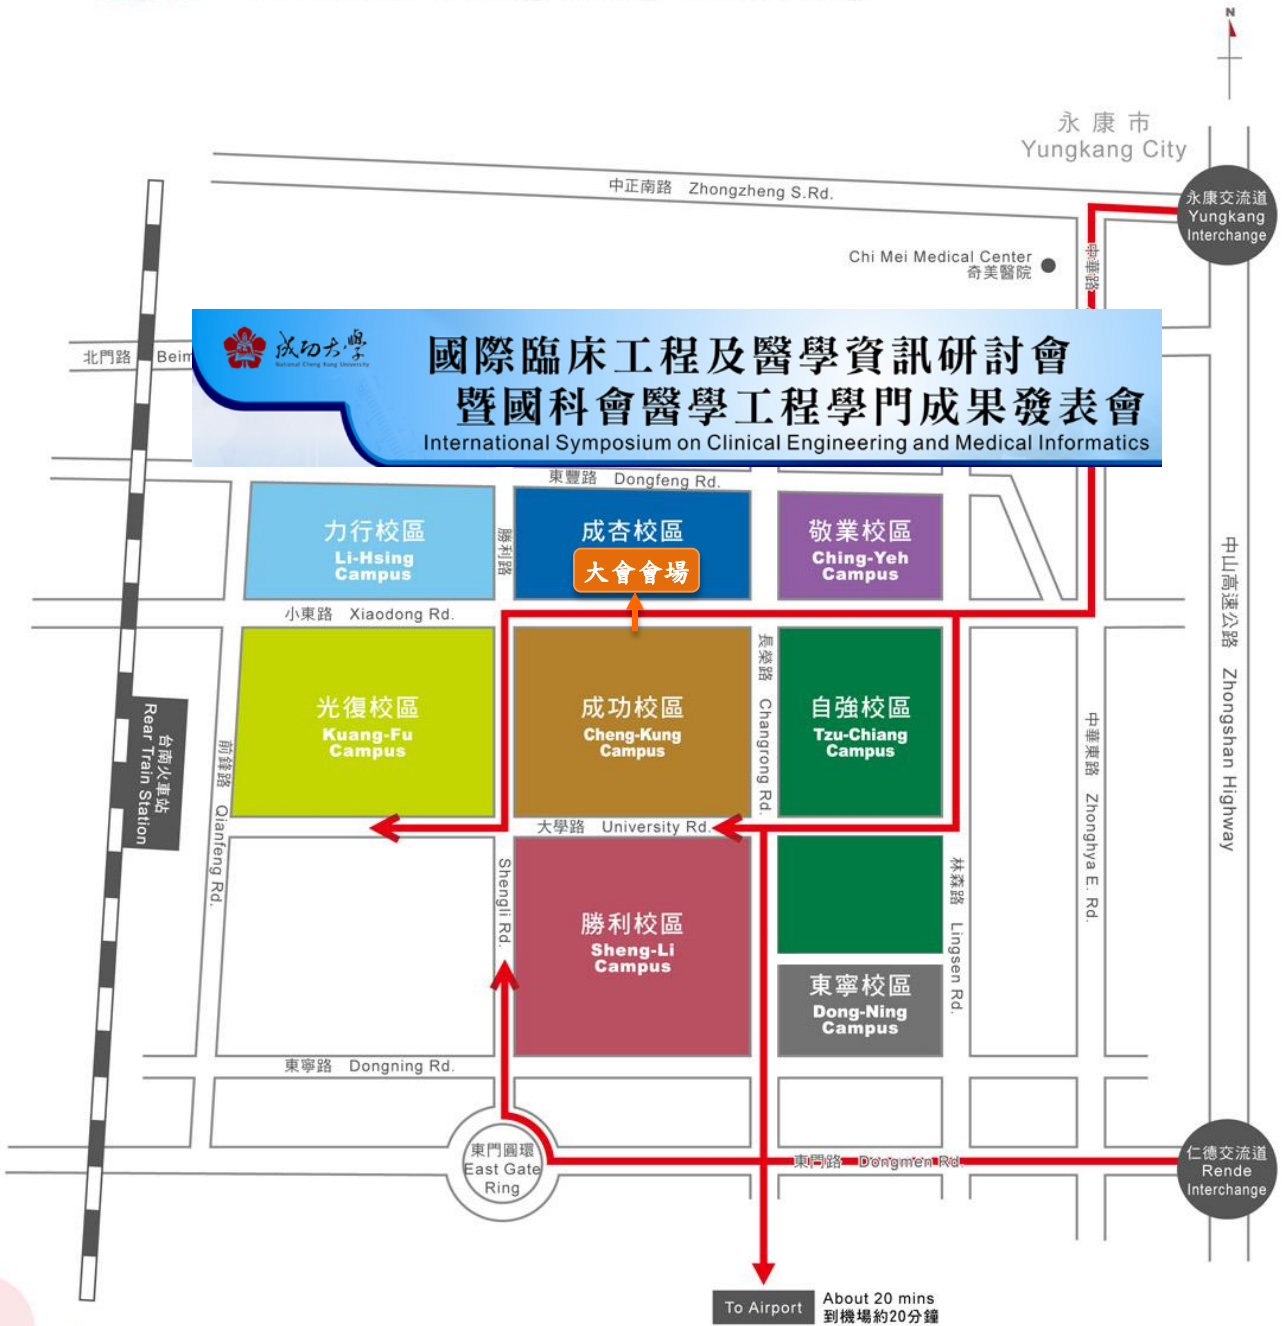 N
永康市
Yungkang City
中正南路 Zhongzheng S.Rd.
永康交流道
Yungkang
Interchange
Chi Mei Medical Center
奇美醫院
中華路
北門路 Beim
成功大學
National Cheng Kung University
國際臨床工程及醫學資訊研討會
暨國科會醫學工程學門成果發表會
International Symposium on Clinical Engineering and Medical Informatics
東豐路 Dongfeng Rd.
力行校區
Li-Hsing
Campus
勝利路
成杏校區
大會會場
敬業校區
Ching-Yeh
Campus
中山高速公路 Zhongshan Highway
小東路 Xiaodong Rd.
光復校區
Kuang-Fu
Campus
成功校區
Cheng-Kung
Campus
長榮路 Changrong Rd.
自強校區
Tzu-Chiang
Campus
台南火車站
Rear Train Station
前鋒路 Qianfeng Rd.
中華東路 Zhonghya E. Rd.
大學路 University Rd.
Shengli Rd.
勝利校區
Sheng-Li
Campus
林森路 Lingsen Rd.
東寧校區
Dong-Ning
Campus
東寧路 Dongning Rd.
東門圓環
East Gate
Ring
東門路 Dongmen Rd.
仁德交流道
Rende
Interchange
To Airport
About 20 mins
到機場約20分鐘